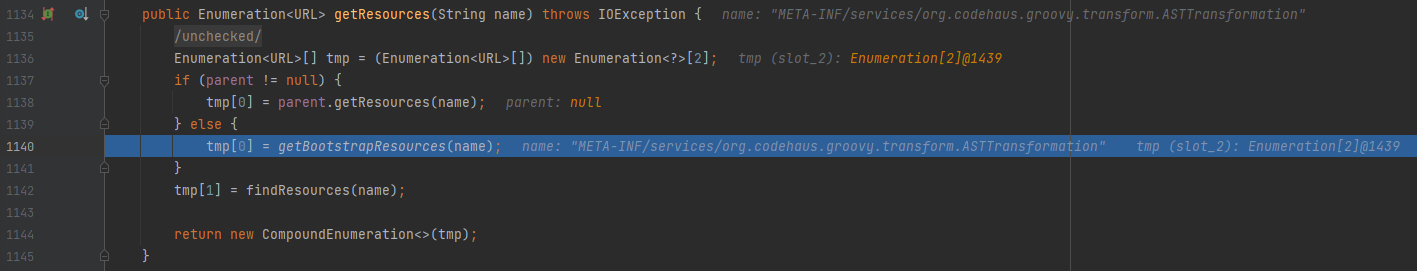 1134 public Enumeration<URL> getResources(String name) throws IOException { name: "META-INF/services/org.codehaus.groovy.transform.ASTTransformation"
1135 /unchecked/
1136 Enumeration<URL>[] tmp = (Enumeration<URL>[]) new Enumeration<?>[2]; tmp (slot_2): Enumeration[2]@1439
1137 if (parent != null) {
1138 tmp[0] = parent.getResources(name); parent: null
1139 } else {
1140 tmp[0] = getBootstrapResources(name); name: "META-INF/services/org.codehaus.groovy.transform.ASTTransformation" tmp (slot_2): Enumeration[2]@1439
1141 }
1142 tmp[1] = findResources(name);
1143
1144 return new CompoundEnumeration<>(tmp);
1145 }